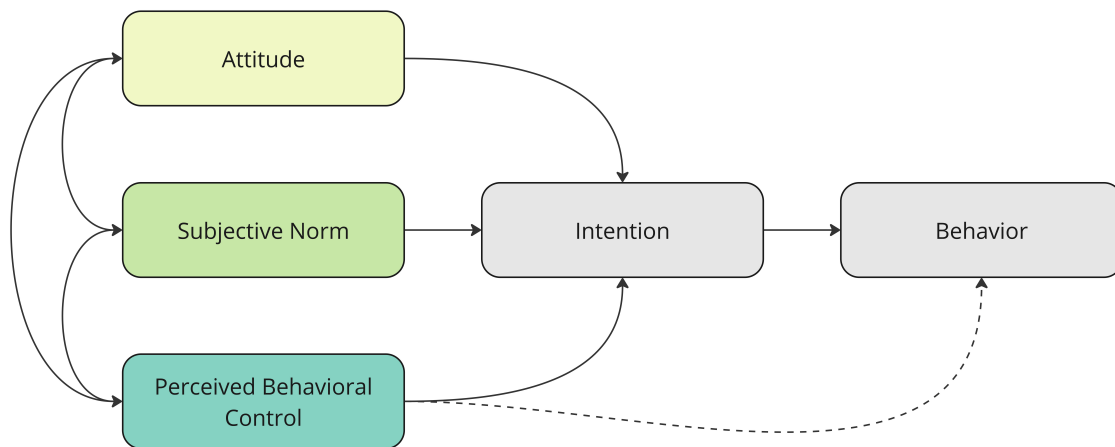 Attitude
Subjective Norm
Intention
Behavior
Perceived Behavioral
Control